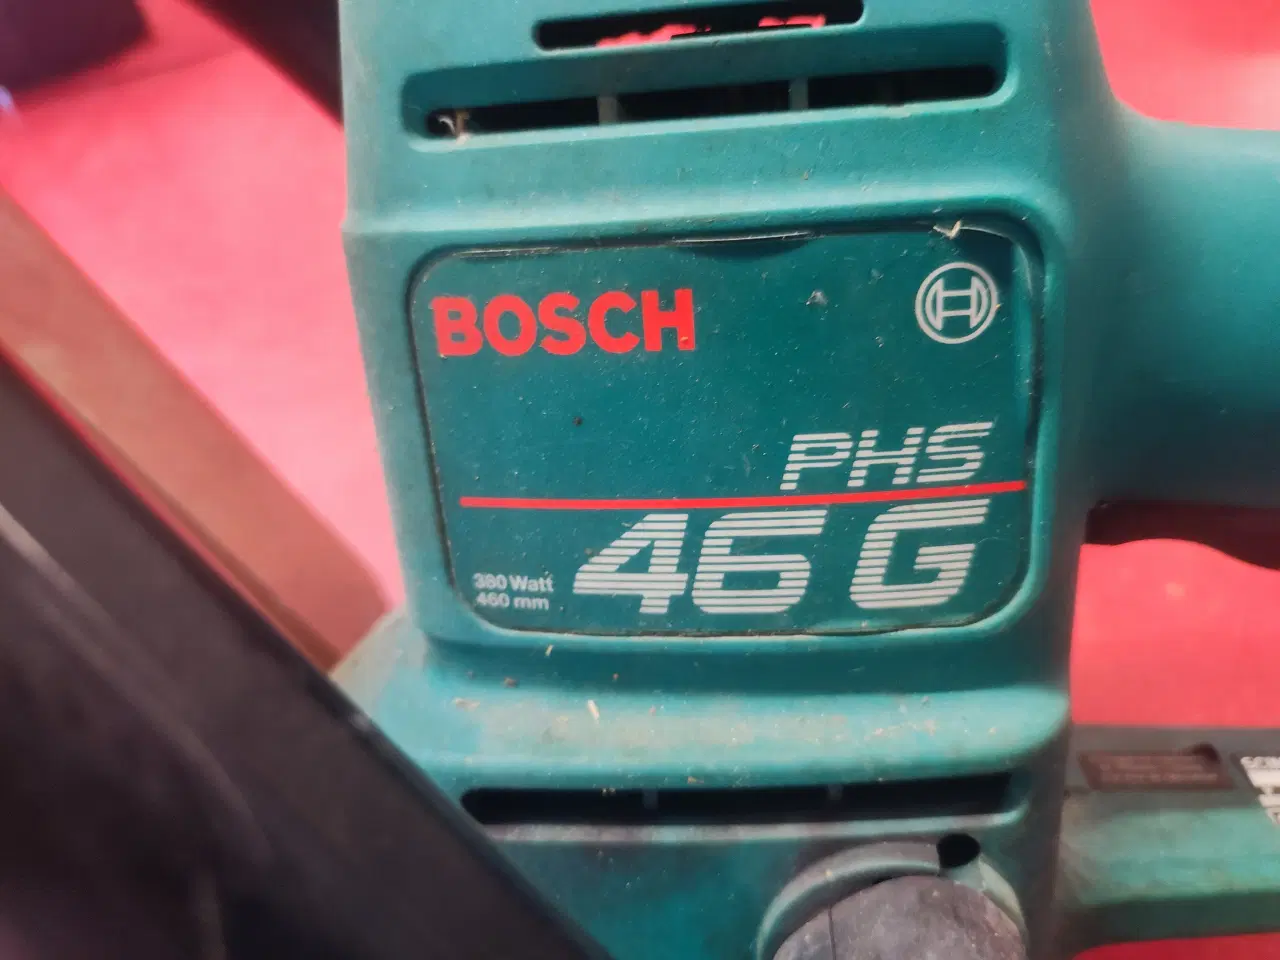 BOSCH
PHS
46 G
380 Watt
460 mm